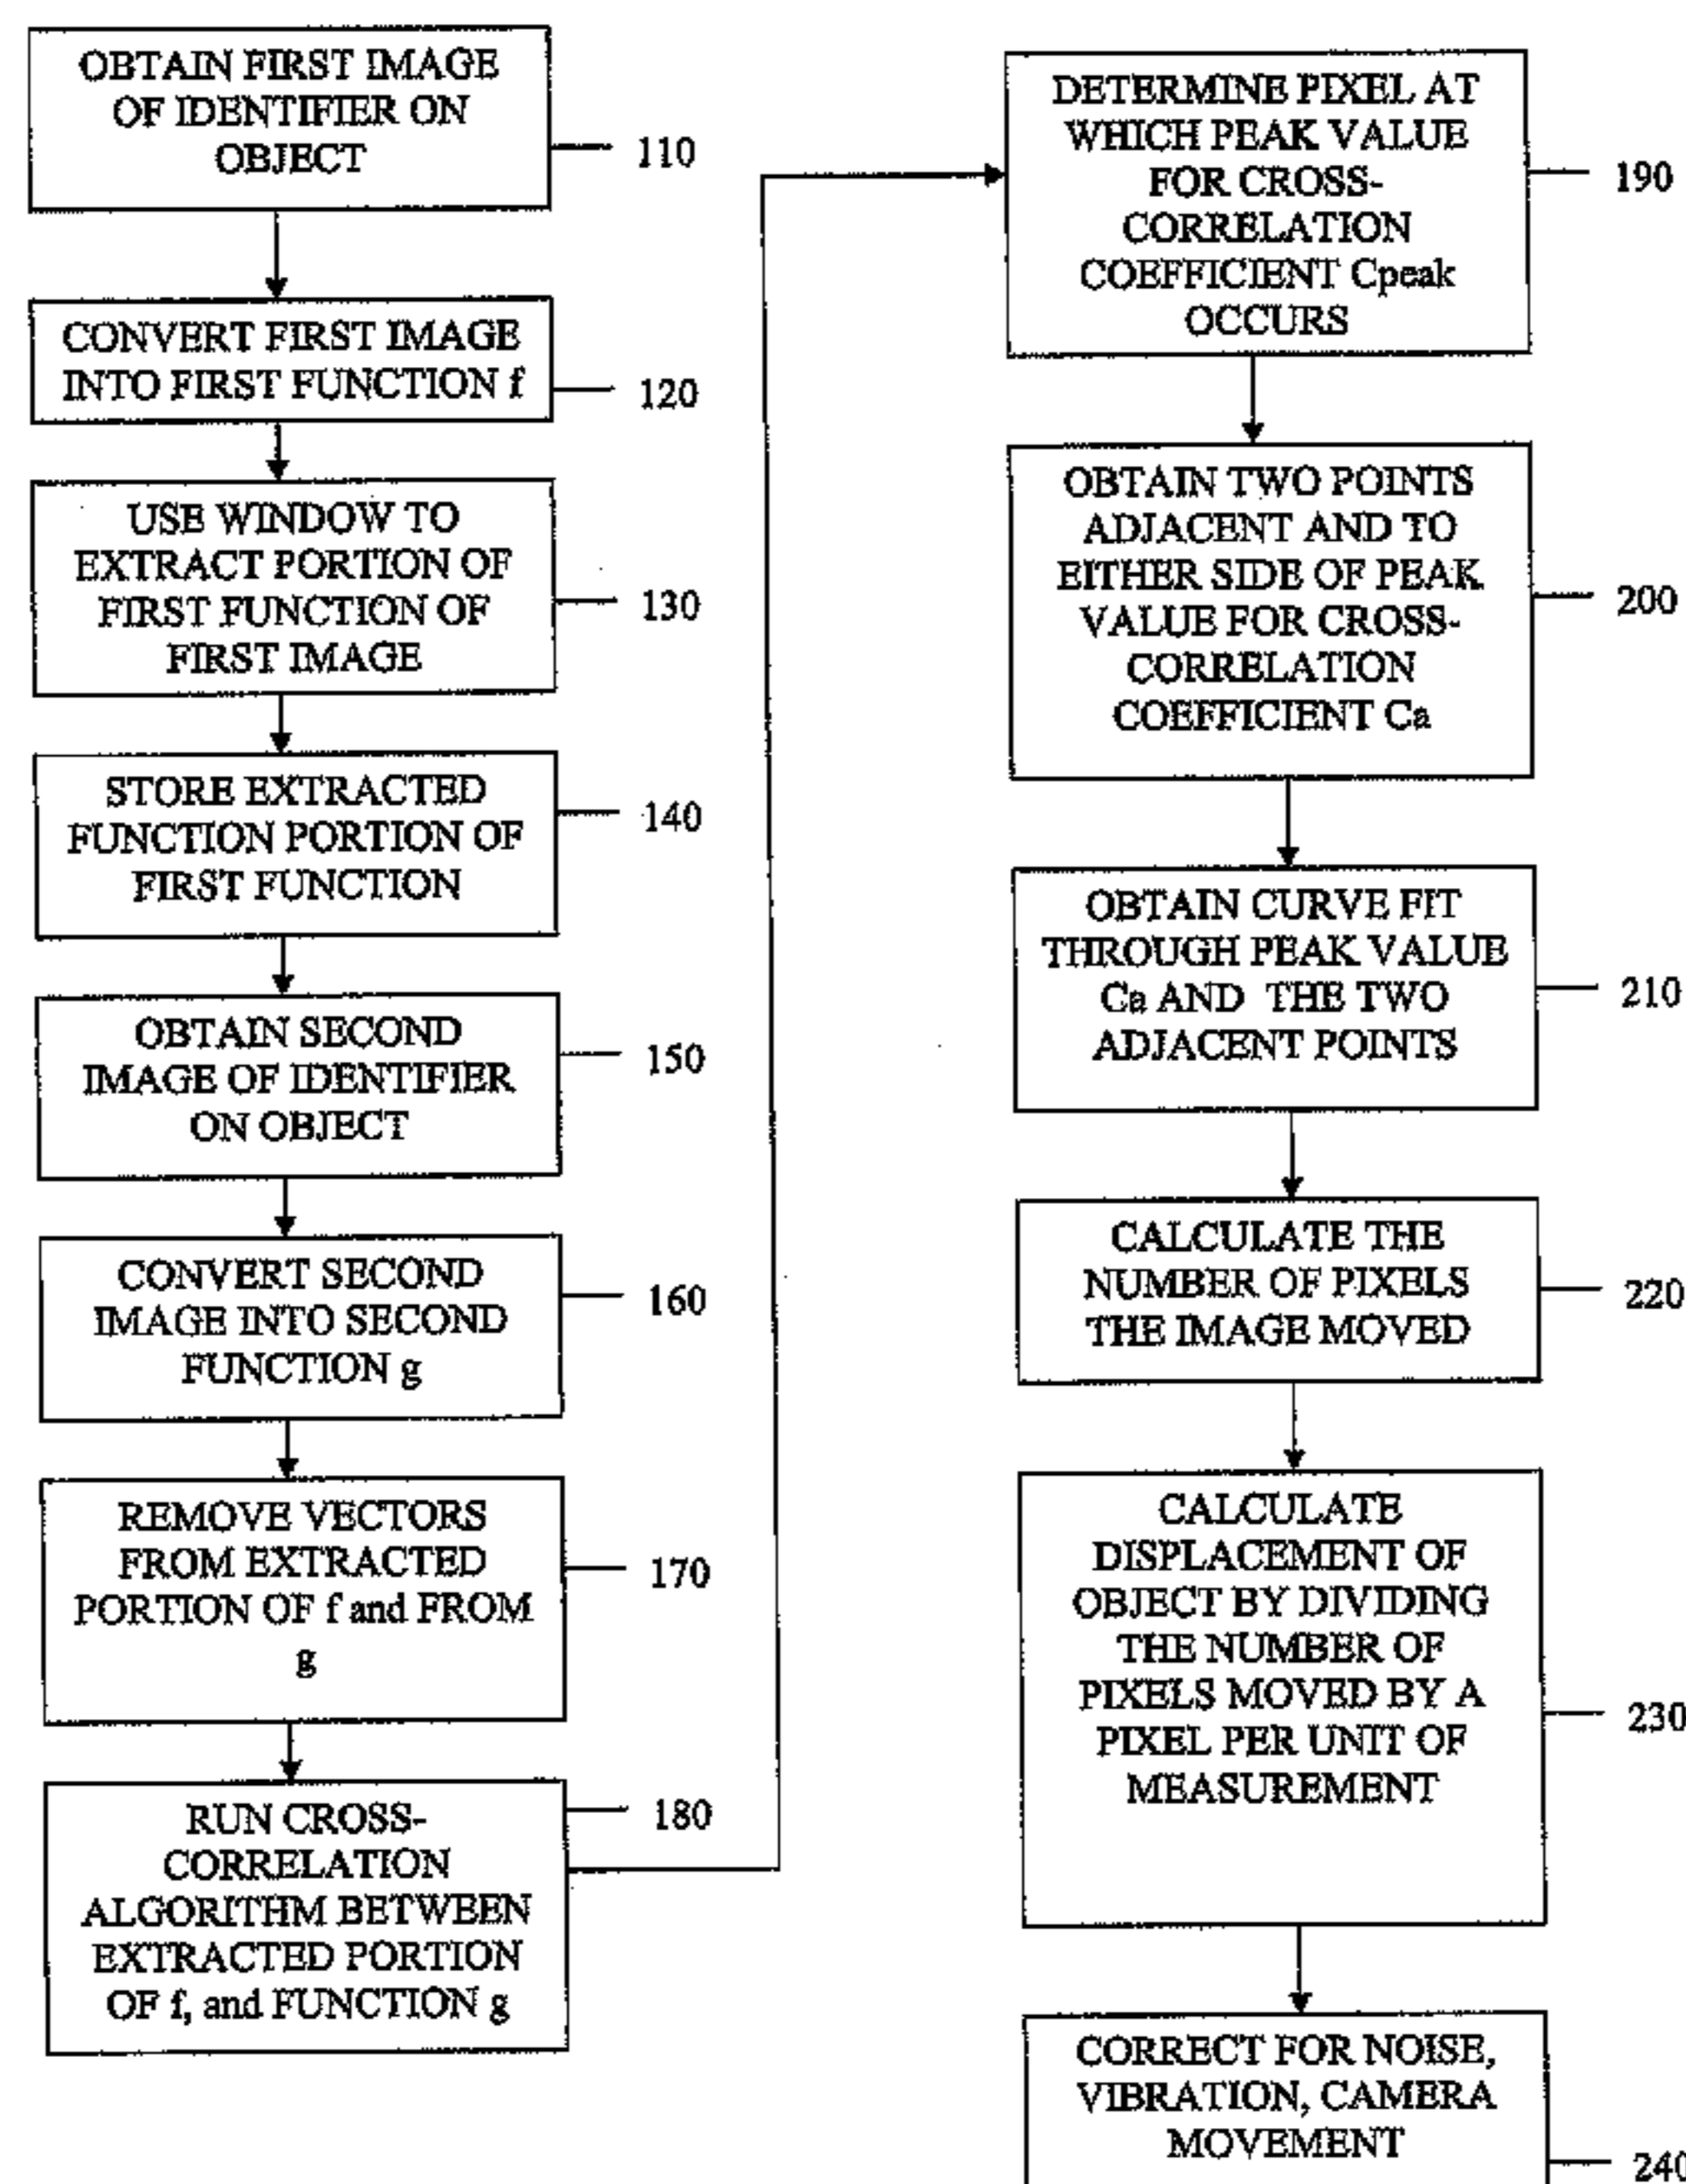 OBTAIN FIRST IMAGE
OF IDENTIFIER ON
OBJECT
110
CONVERT FIRST IMAGE
INTO FIRST FUNCTION f
120
USE WINDOW TO
EXTRACT PORTION OF
FIRST FUNCTION OF
FIRST IMAGE
130
STORE EXTRACTED
FUNCTION PORTION OF
FIRST FUNCTION
140
OBTAIN SECOND
IMAGE OF IDENTIFIER
ON OBJECT
150
CONVERT SECOND
IMAGE INTO SECOND
FUNCTION g
160
REMOVE VECTORS
FROM EXTRACTED
PORTION OF f and FROM
g
170
RUN CROSS-
CORRELATION
ALGORITHM BETWEEN
EXTRACTED PORTION
OF f, and FUNCTION g
180
DETERMINE PIXEL AT
WHICH PEAK VALUE
FOR CROSS-
CORRELATION
COEFFICIENT Cpeak
OCCURS
190
OBTAIN TWO POINTS
ADJACENT AND TO
EITHER SIDE OF PEAK
VALUE FOR CROSS-
CORRELATION
COEFFICIENT Ca
200
OBTAIN CURVE FIT
THROUGH PEAK VALUE
Ca AND THE TWO
ADJACENT POINTS
210
CALCULATE THE
NUMBER OF PIXELS
THE IMAGE MOVED
220
CALCULATE
DISPLACEMENT OF
OBJECT BY DIVIDING
THE NUMBER OF
PIXELS MOVED BY A
PIXEL PER UNIT OF
MEASUREMENT
230
CORRECT FOR NOISE,
VIBRATION, CAMERA
MOVEMENT
240